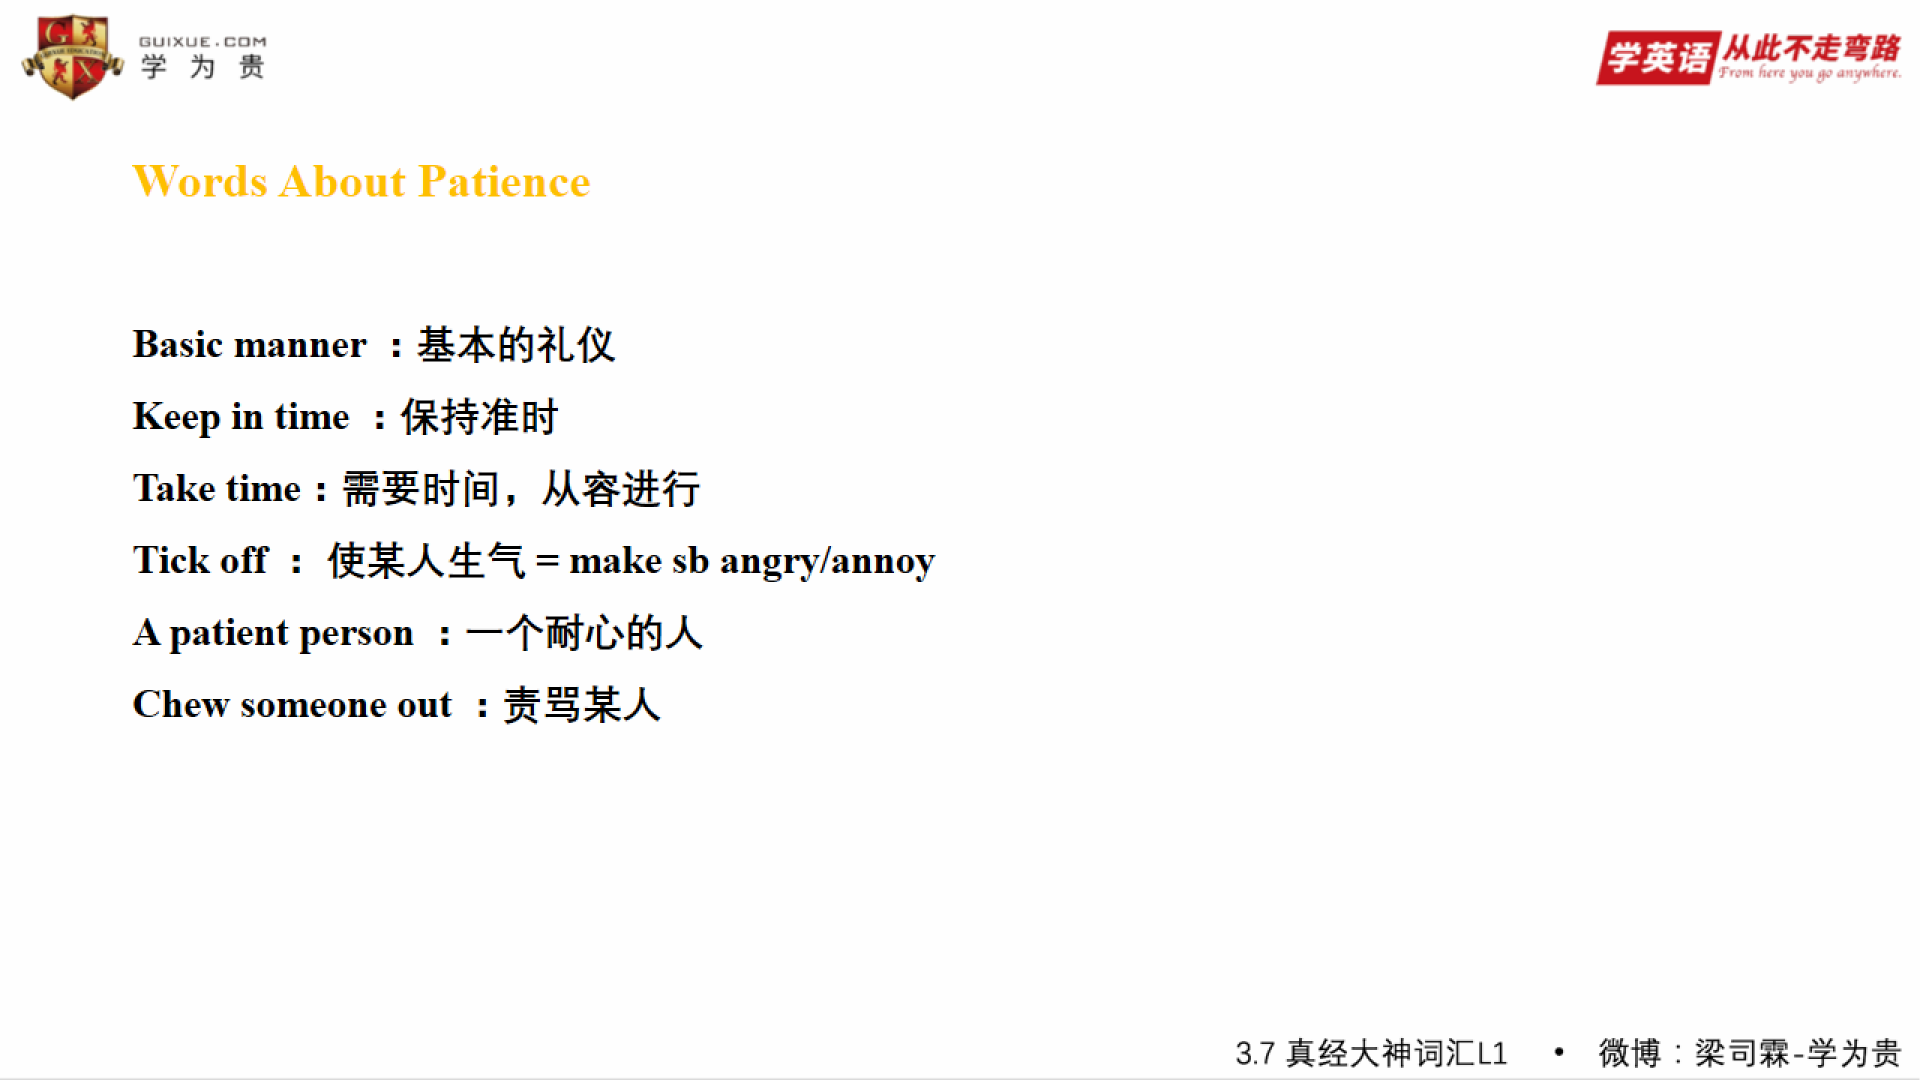 GUIXUE.COM
学为贵
学英语 从此不走弯路
From here you go anywhere.
Words About Patience
Basic manner ：基本的礼仪
Keep in time ：保持准时
Take time：需要时间，从容进行
Tick off ： 使某人生气 = make sb angry/annoy
A patient person ：一个耐心的人
Chew someone out ：责骂某人
3.7 真经大神词汇L1 • 微博：梁司霖-学为贵